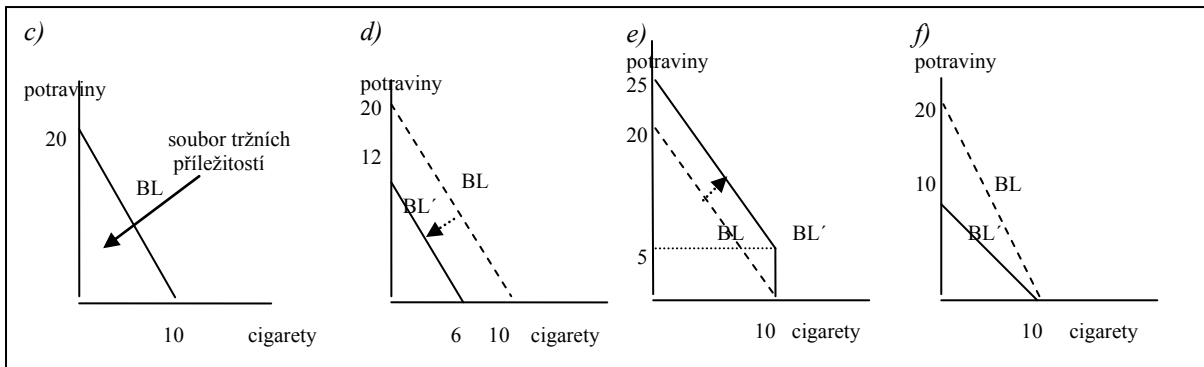 c)
potraviny
20
soubor tržních
příležitostí
BL
10 cigarety
d)
potraviny
20
12
BL
BL´
6 10 cigarety
e)
potraviny
25
20
BL BL´
5
10 cigarety
f)
potraviny
20
10
BL
BL´
10 cigarety